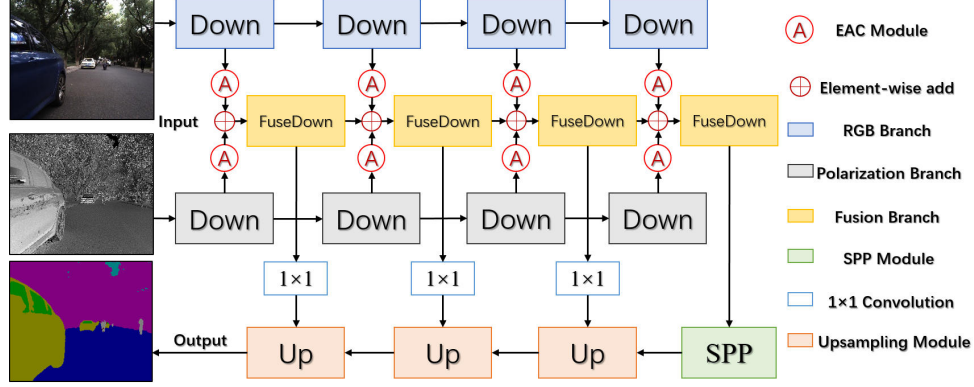 Down Down Down Down
A A A A
Input FuseDown FuseDown FuseDown FuseDown
A A A A
Down Down Down Down
1×1 1×1 1×1
Output Up Up Up SPP
A EAC Module
Element-wise add
RGB Branch
Polarization Branch
Fusion Branch
SPP Module
1×1 Convolution
Upsampling Module